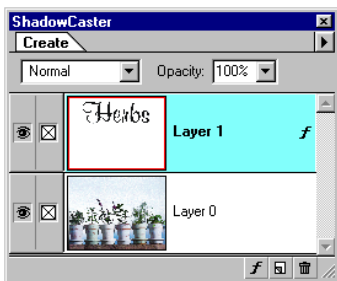 ShadowCaster
Create
Normal Opacity: 100%
Herbs
Layer 1 f
Layer 0
f